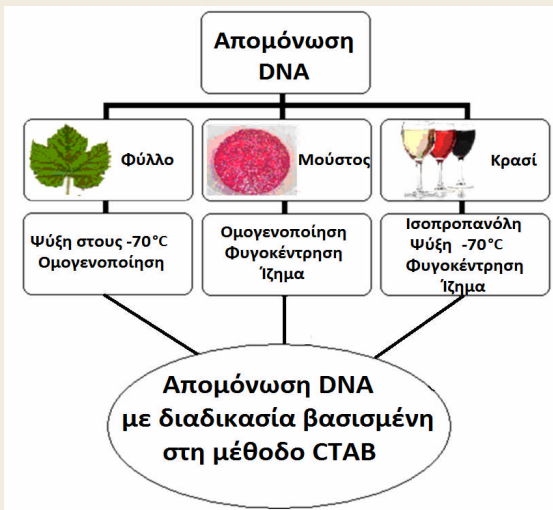 Απομόνωση
DNA
Φύλλο
Μούστος
Κρασί
Ψύξη στους -70°C
Ομογενοποίηση
Ομογενοποίηση
Φυγοκέντρηση
Ίζημα
Ισοπροπανόλη
Ψύξη -70°C
Φυγοκέντρηση
Ίζημα
Απομόνωση DNA
με διαδικασία βασισμένη
στη μέθοδο CTAB